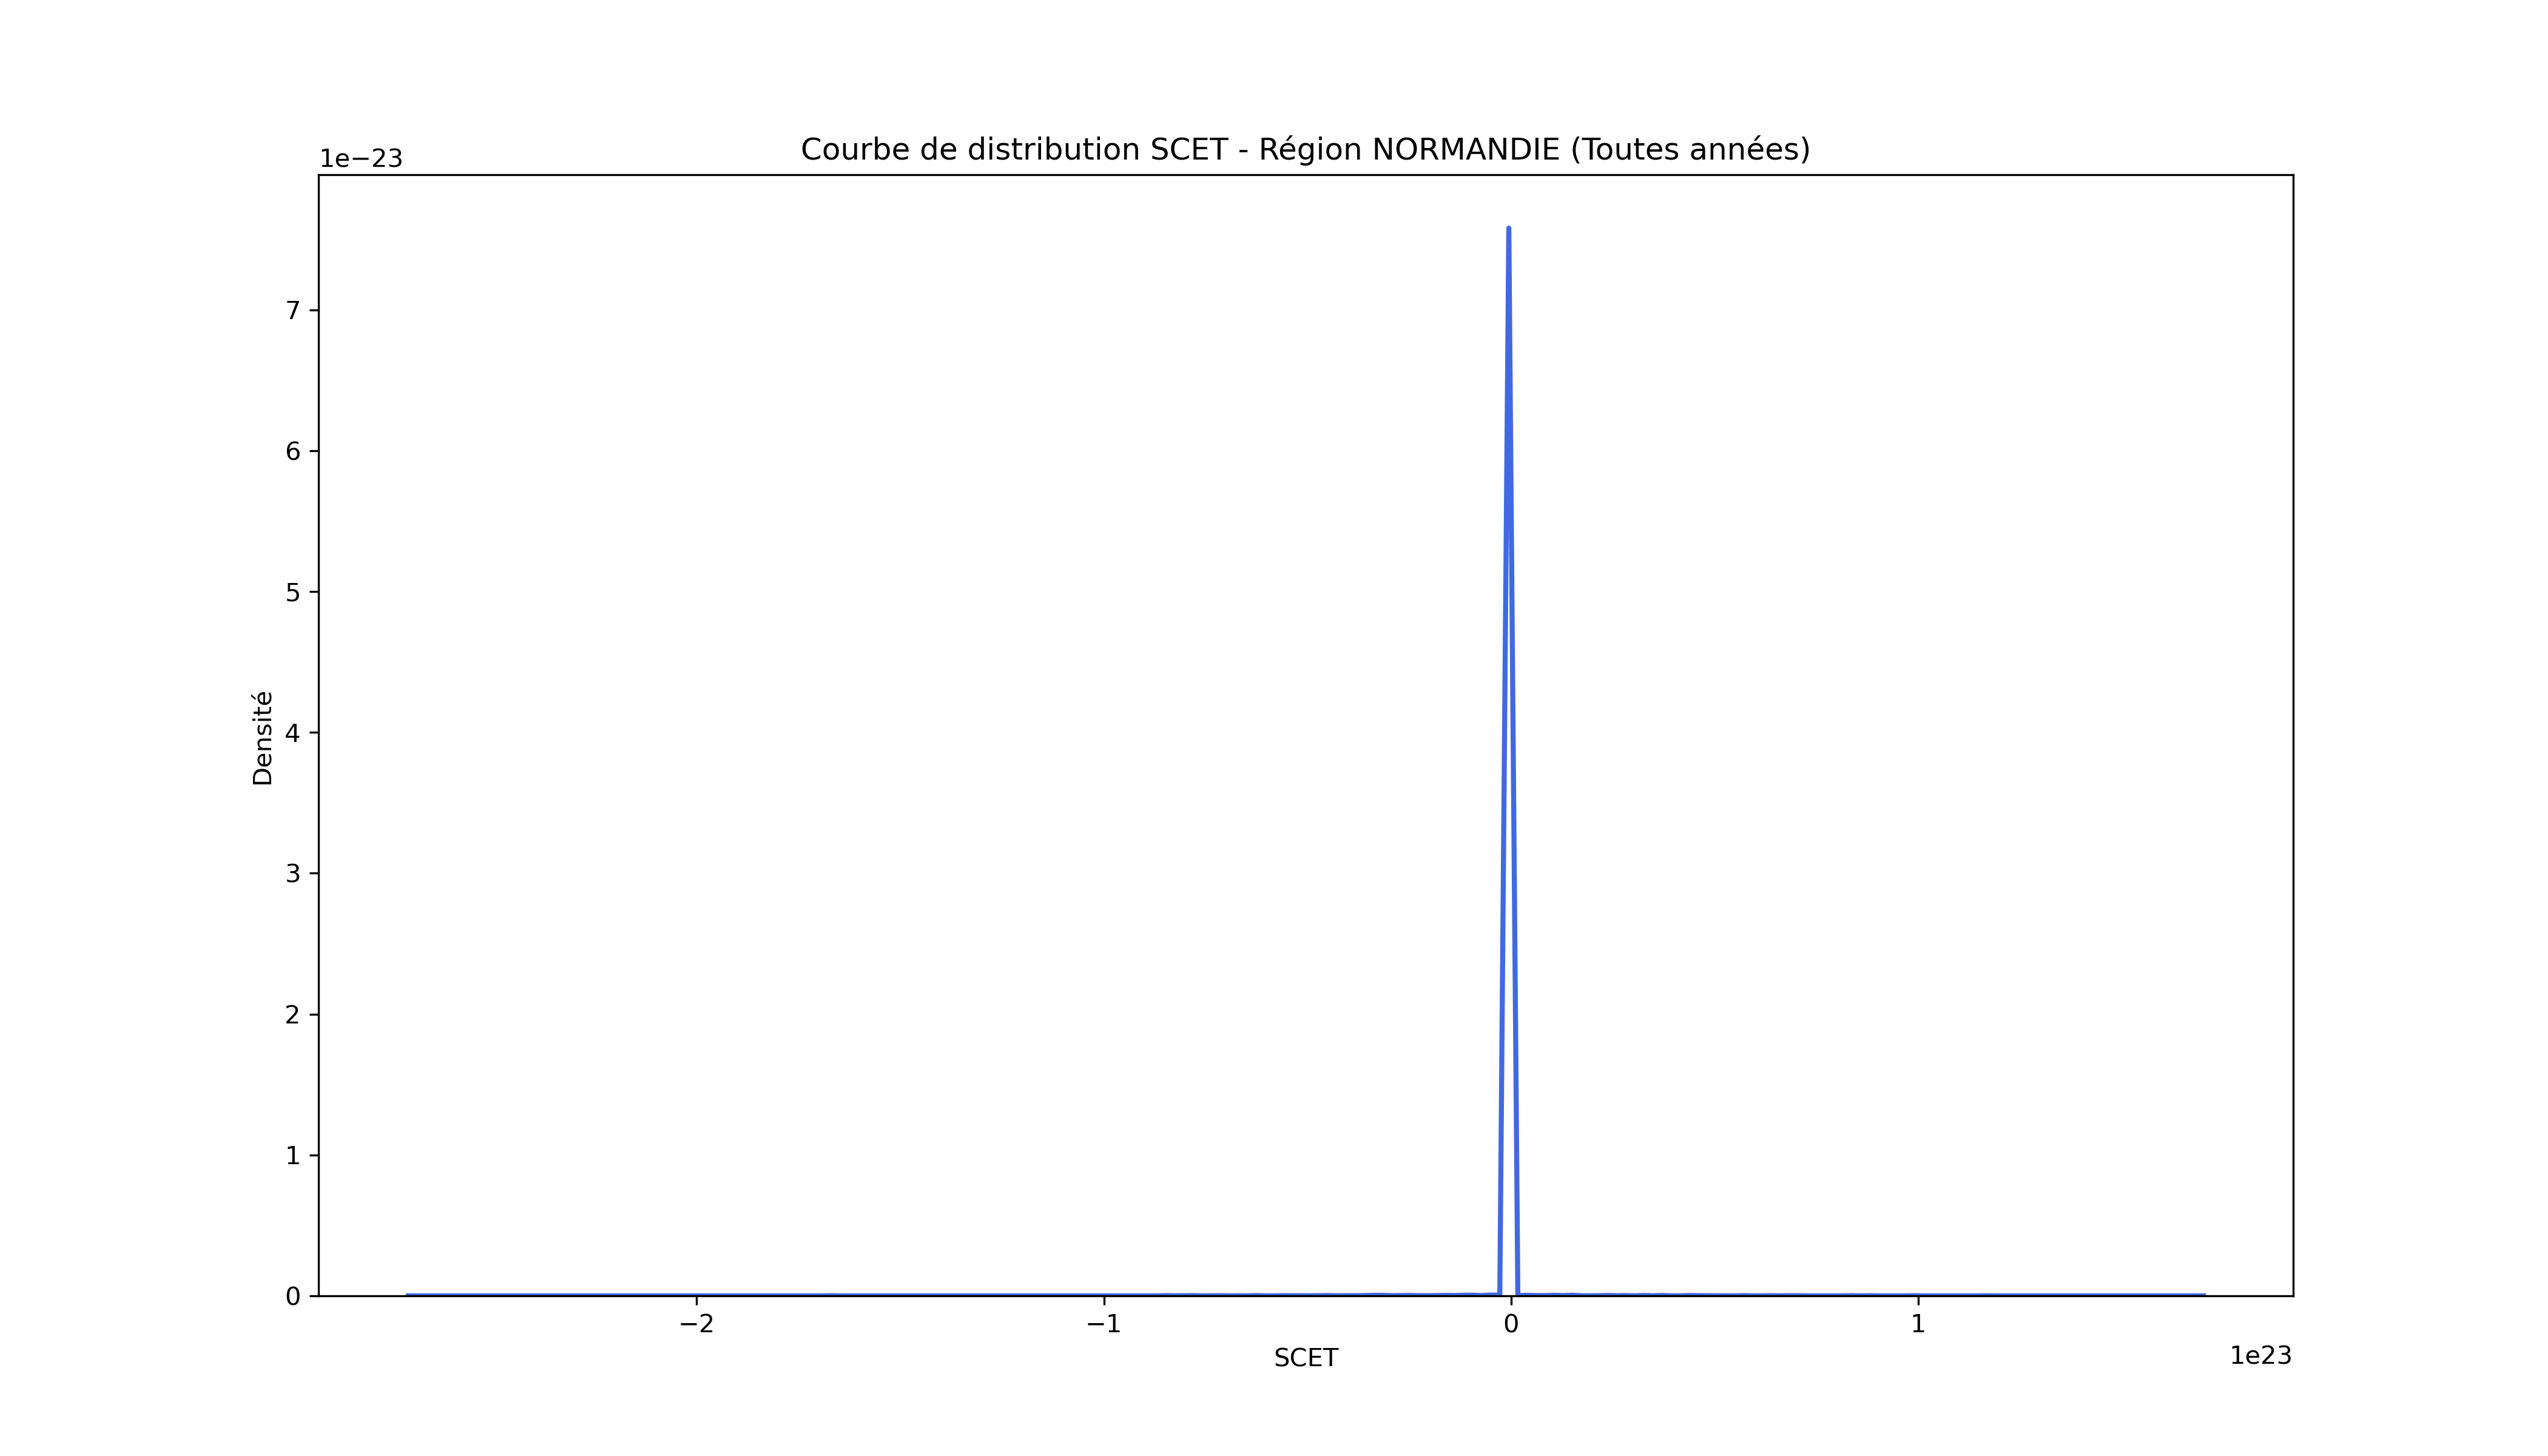 Courbe de distribution SCET - Région NORMANDIE (Toutes années)
1e−23
7
6
5
4
3
2
1
0
Densité
−2 −1 0 1
SCET
1e23